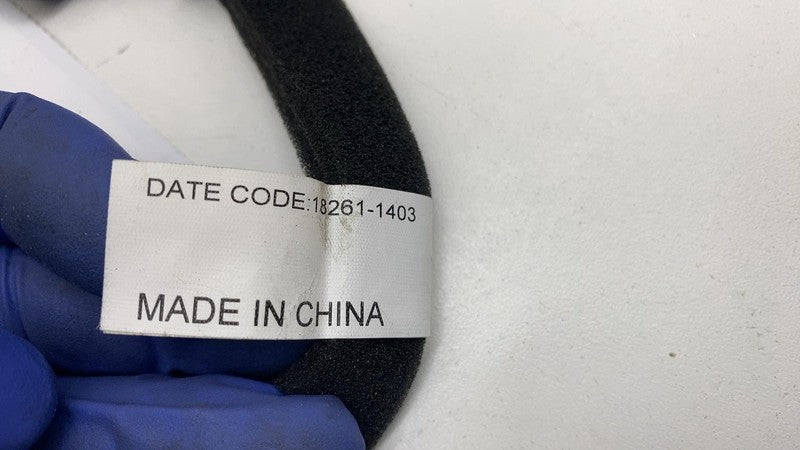 DATE CODE:18261-1403
MADE IN CHINA